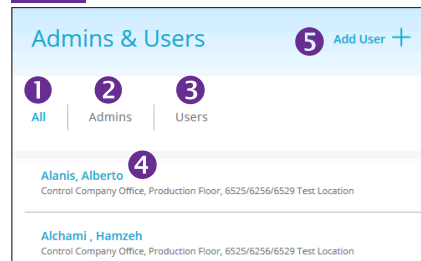 Admins & Users
5 Add User +
1 2 3
All Admins Users
Alanis, Alberto 4
Control Company Office, Production Floor, 6525/6256/6529 Test Location
Alchami , Hamzeh
Control Company Office, Production Floor, 6525/6256/6529 Test Location